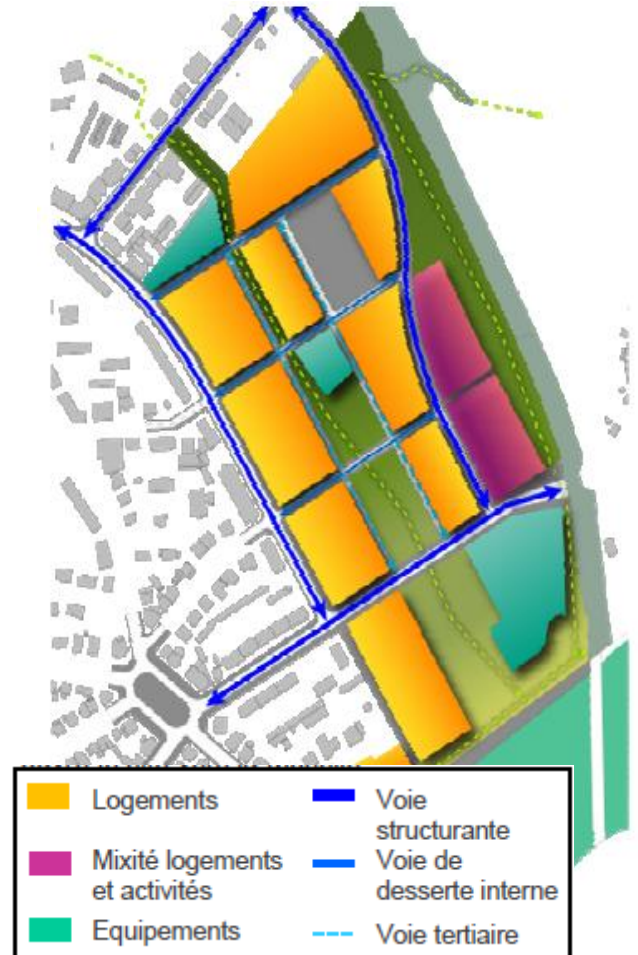 Logements
Mixité logements
et activités
Equipements
Voie
structurante
Voie de
desserte interne
Voie tertiaire